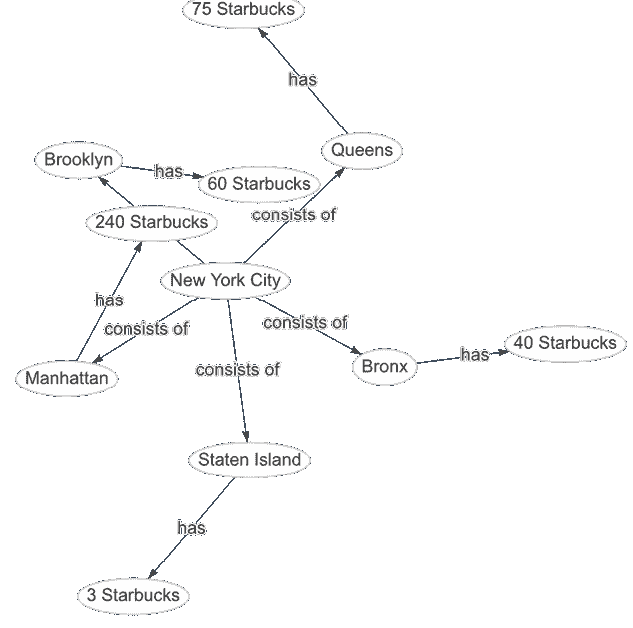 75 Starbucks
has
Queens
Brooklyn
has
60 Starbucks
consists of
240 Starbucks
New York City
has
consists of
consists of
40 Starbucks
has
Bronx
Manhattan
consists of
Staten Island
has
3 Starbucks